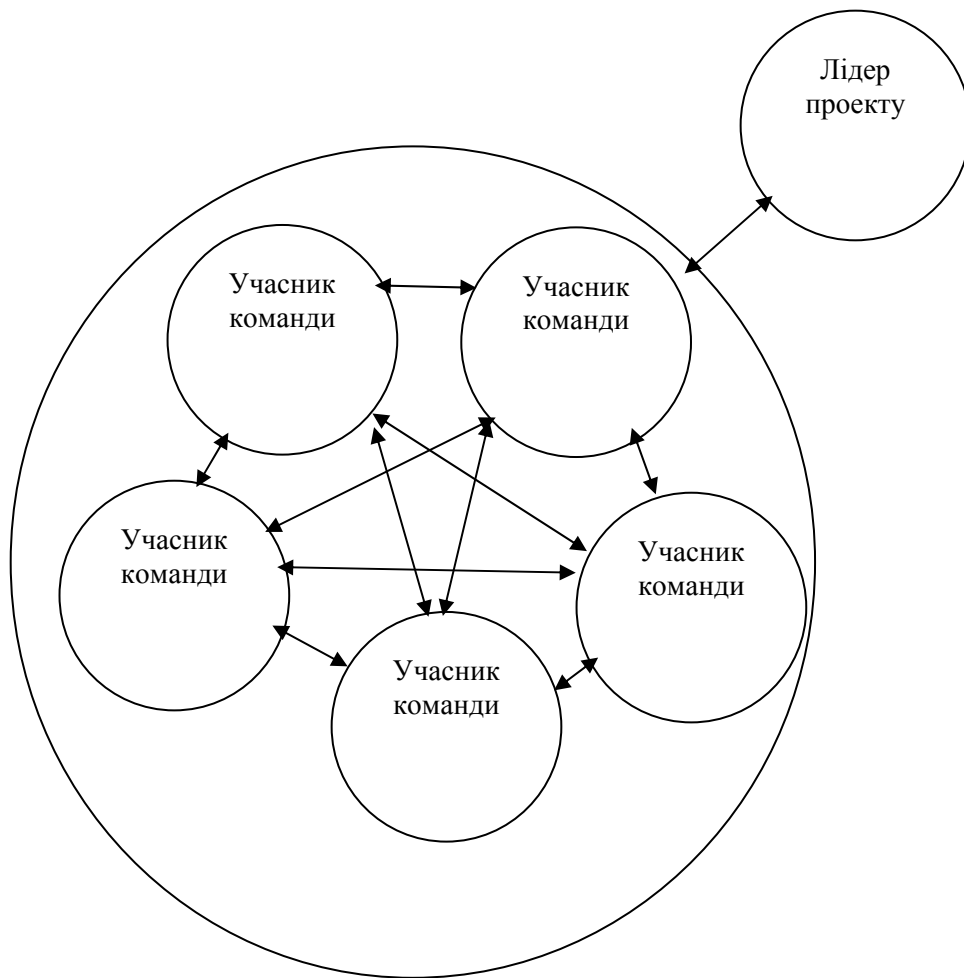 Лідер
проекту
Учасник
команди
Учасник
команди
Учасник
команди
Учасник
команди
Учасник
команди